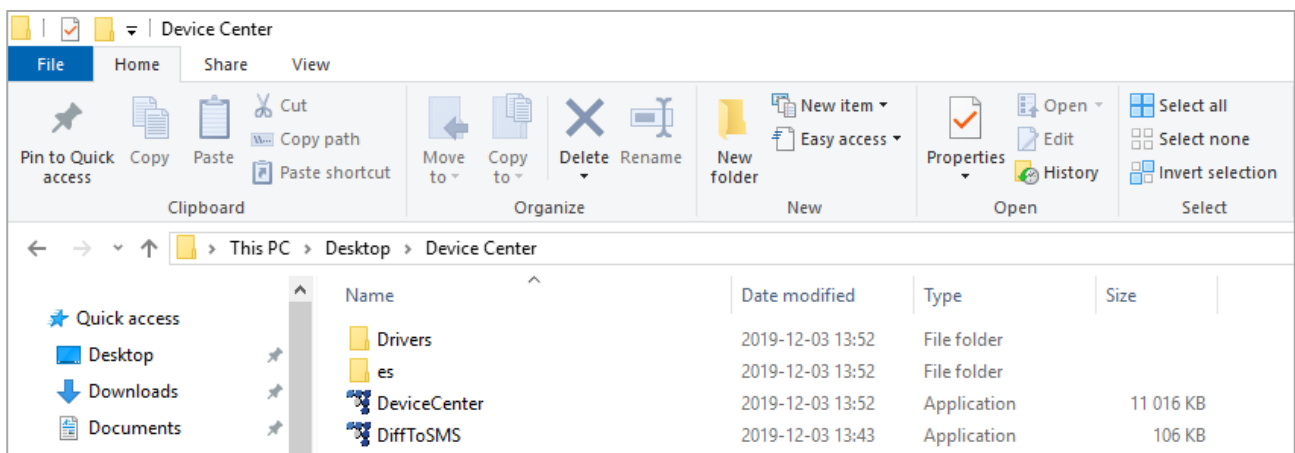 Device Center
File Home Share View
Pin to Quick access
Copy
Paste
Cut
Copy path
Paste shortcut
Clipboard
Move to
Copy to
Delete
Rename
Organize
New folder
New item
Easy access
New
Properties
Open
Edit
History
Open
Select all
Select none
Invert selection
Select
This PC > Desktop > Device Center
Quick access
Desktop
Downloads
Documents
Name Date modified Type Size
Drivers 2019-12-03 13:52 File folder
es 2019-12-03 13:52 File folder
DeviceCenter 2019-12-03 13:52 Application 11 016 KB
DiffToSMS 2019-12-03 13:43 Application 106 KB